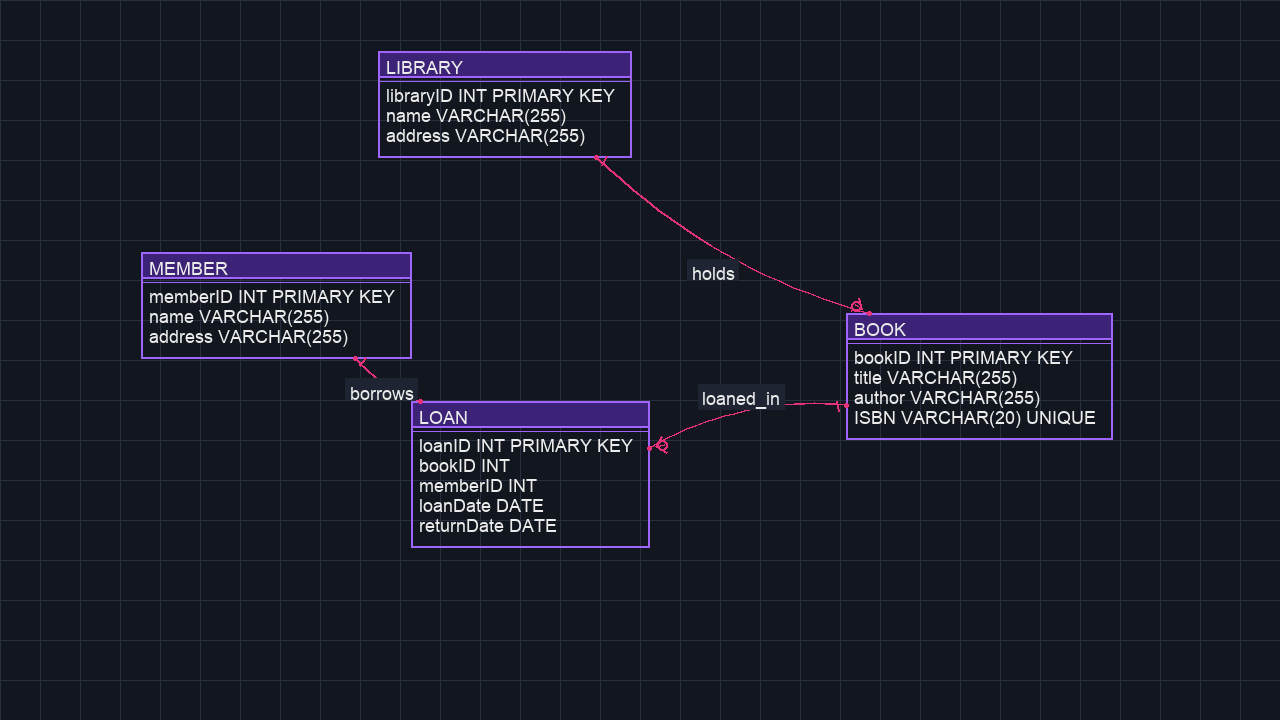 LIBRARY
libraryID INT PRIMARY KEY
name VARCHAR(255)
address VARCHAR(255)
MEMBER
memberID INT PRIMARY KEY
name VARCHAR(255)
address VARCHAR(255)
holds
BOOK
bookID INT PRIMARY KEY
title VARCHAR(255)
author VARCHAR(255)
ISBN VARCHAR(20) UNIQUE
borrows
loaned_in
LOAN
loanID INT PRIMARY KEY
bookID INT
memberID INT
loanDate DATE
returnDate DATE